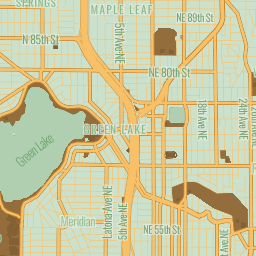 SPRINGS
MAPLE LEAF
5th Ave NE
NE 89th St
N 85th St
NE 80th St
Green Lake
GREEN LAKE
18th Ave NE
24th Ave NE
Meridian
Latona Ave NE
5th Ave NE
NE 55th St